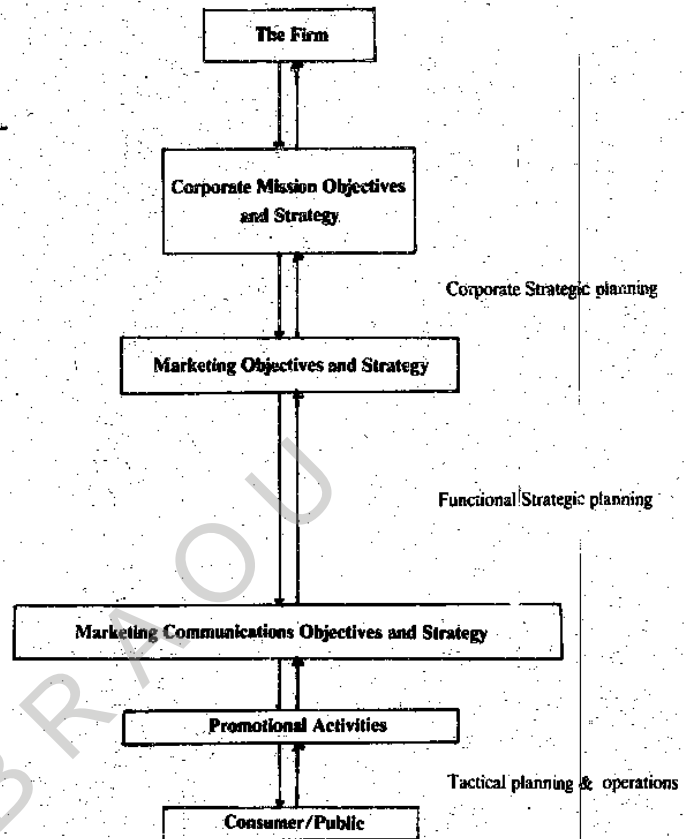 The Firm
Corporate Mission Objectives
and Strategy
Corporate Strategic planning
Marketing Objectives and Strategy
Functional Strategic planning
Marketing Communications Objectives and Strategy
Promotional Activities
Tactical planning & operations
Consumer/Public
BRAOU